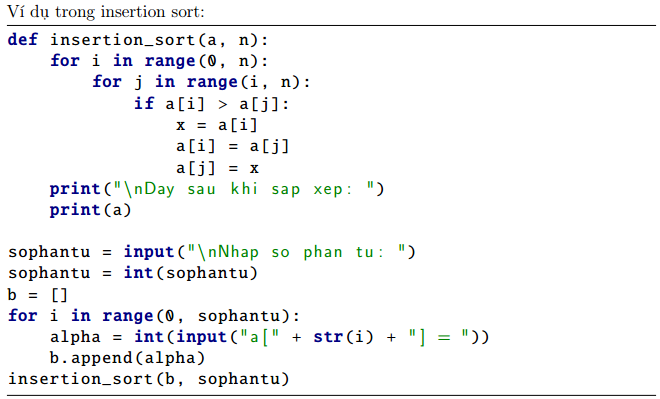 Ví dụ trong insertion sort:
def insertion_sort(a, n):
    for i in range(0, n):
        for j in range(i, n):
            if a[i] > a[j]:
                x = a[i]
                a[i] = a[j]
                a[j] = x
    print("\nDay sau khi sap xep: ")
    print(a)

sophantu = input("\nNhap so phan tu: ")
sophantu = int(sophantu)
b = []
for i in range(0, sophantu):
    alpha = int(input("a[" + str(i) + "] = "))
    b.append(alpha)
insertion_sort(b, sophantu)